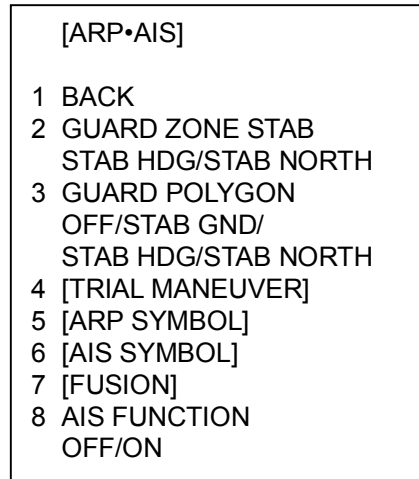 [ARP•AIS]
1 BACK
2 GUARD ZONE STAB
STAB HDG/STAB NORTH
3 GUARD POLYGON
OFF/STAB GND/
STAB HDG/STAB NORTH
4 [TRIAL MANEUVER]
5 [ARP SYMBOL]
6 [AIS SYMBOL]
7 [FUSION]
8 AIS FUNCTION
OFF/ON